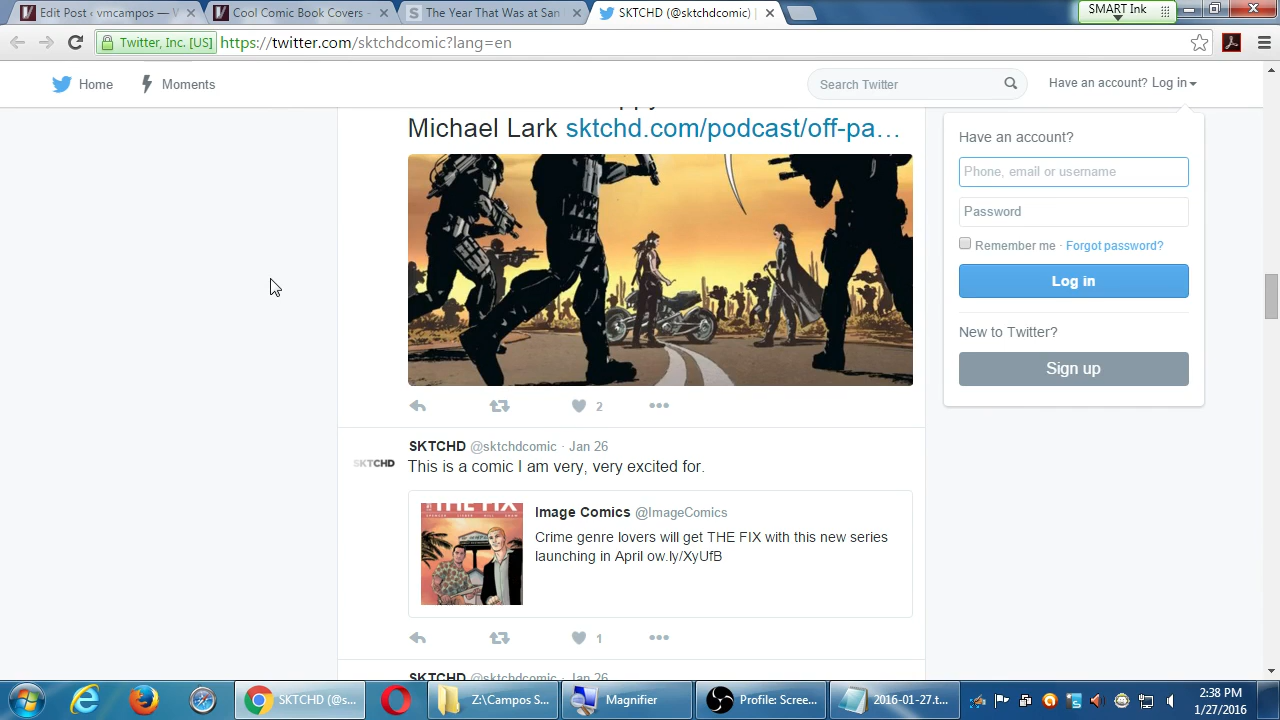 Edit Post ‹ vmcampos — W
Cool Comic Book Covers -
The Year That Was at San
SKTCHD (@sktchdcomic) |
SMART Ink
Twitter, Inc. [US]
https://twitter.com/sktchdcomic?lang=en
Home
Moments
Search Twitter
Have an account? Log in
Michael Lark sktchd.com/podcast/off-pa…
Have an account?
Phone, email or username
Password
Remember me · Forgot password?
Log in
New to Twitter?
Sign up
2
SKTCHD @sktchdcomic · Jan 26
SKTCHD
This is a comic I am very, very excited for.
THE FIX
Image Comics @ImageComics
Crime genre lovers will get THE FIX with this new series
launching in April ow.ly/XyUfB
1
SKTCHD @sktchdcomic · Jan 26
SKTCHD (@s...
Z:\Campos S...
Magnifier
Profile: Scree...
2016-01-27.t...
2:38 PM
1/27/2016